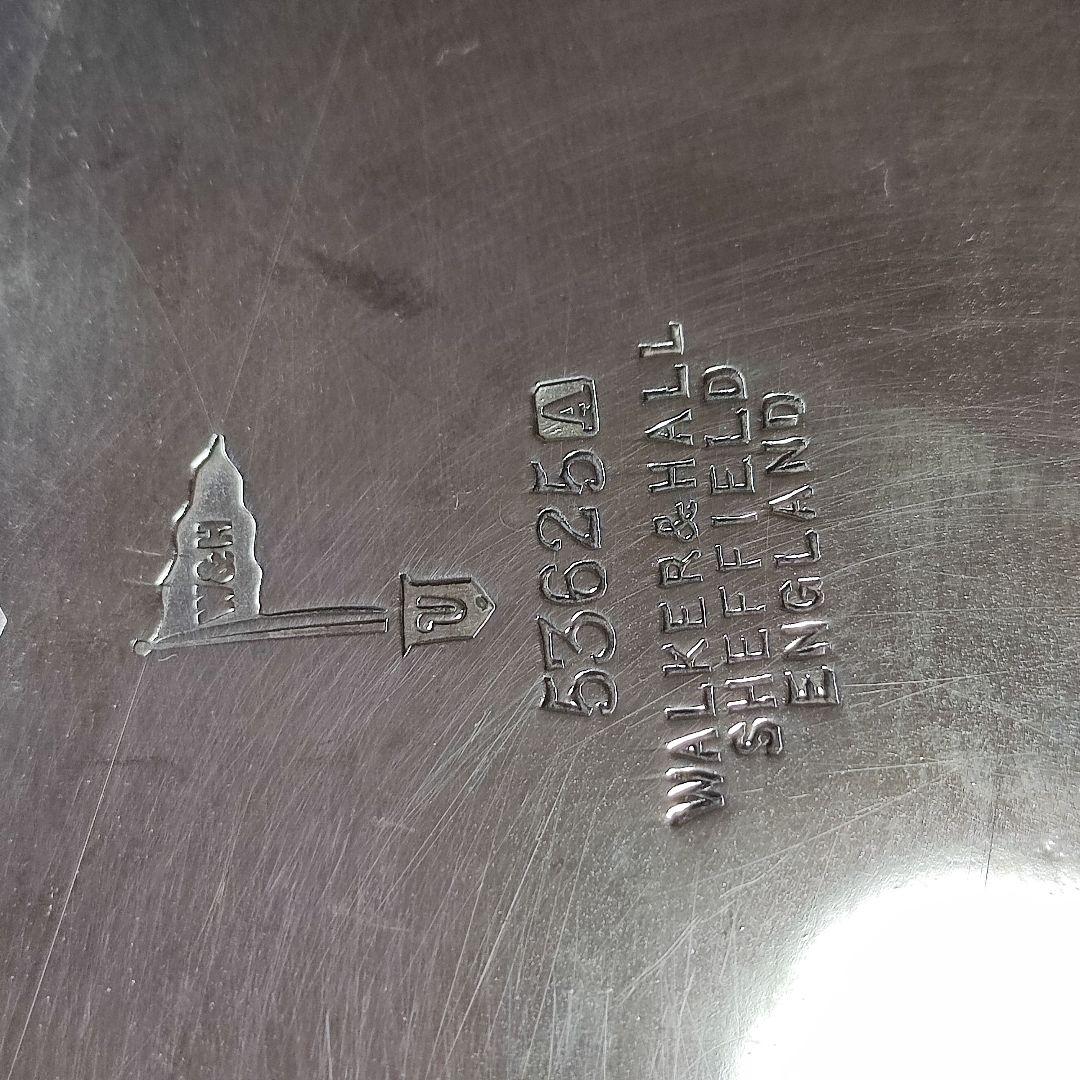 W&H
U
53625 A
WALKER&HALL
SHEFFIELD
ENGLAND